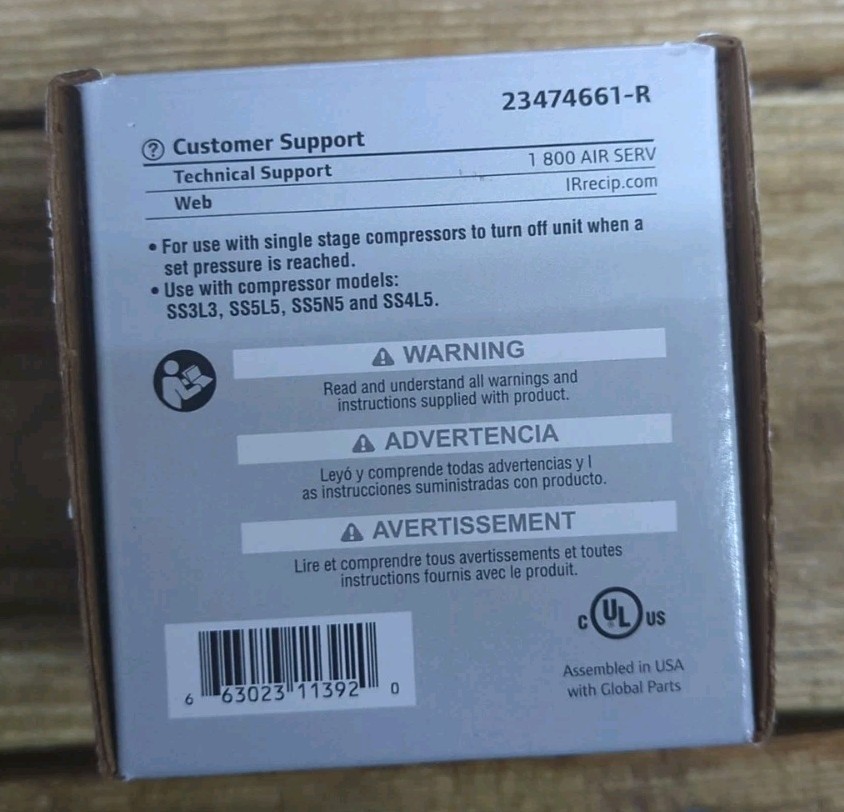 23474661-R
? Customer Support
Technical Support 1 800 AIR SERV
Web IRrecip.com
• For use with single stage compressors to turn off unit when a
set pressure is reached.
• Use with compressor models:
SS3L3, SS5L5, SS5N5 and SS4L5.
WARNING
Read and understand all warnings and
instructions supplied with product.
ADVERTENCIA
Leyó y comprende todas advertencias y l
as instrucciones suministradas con producto.
AVERTISSEMENT
Lire et comprendre tous avertissements et toutes
instructions fournis avec le produit.
C UL US
6 63023 11392 0
Assembled in USA
with Global Parts